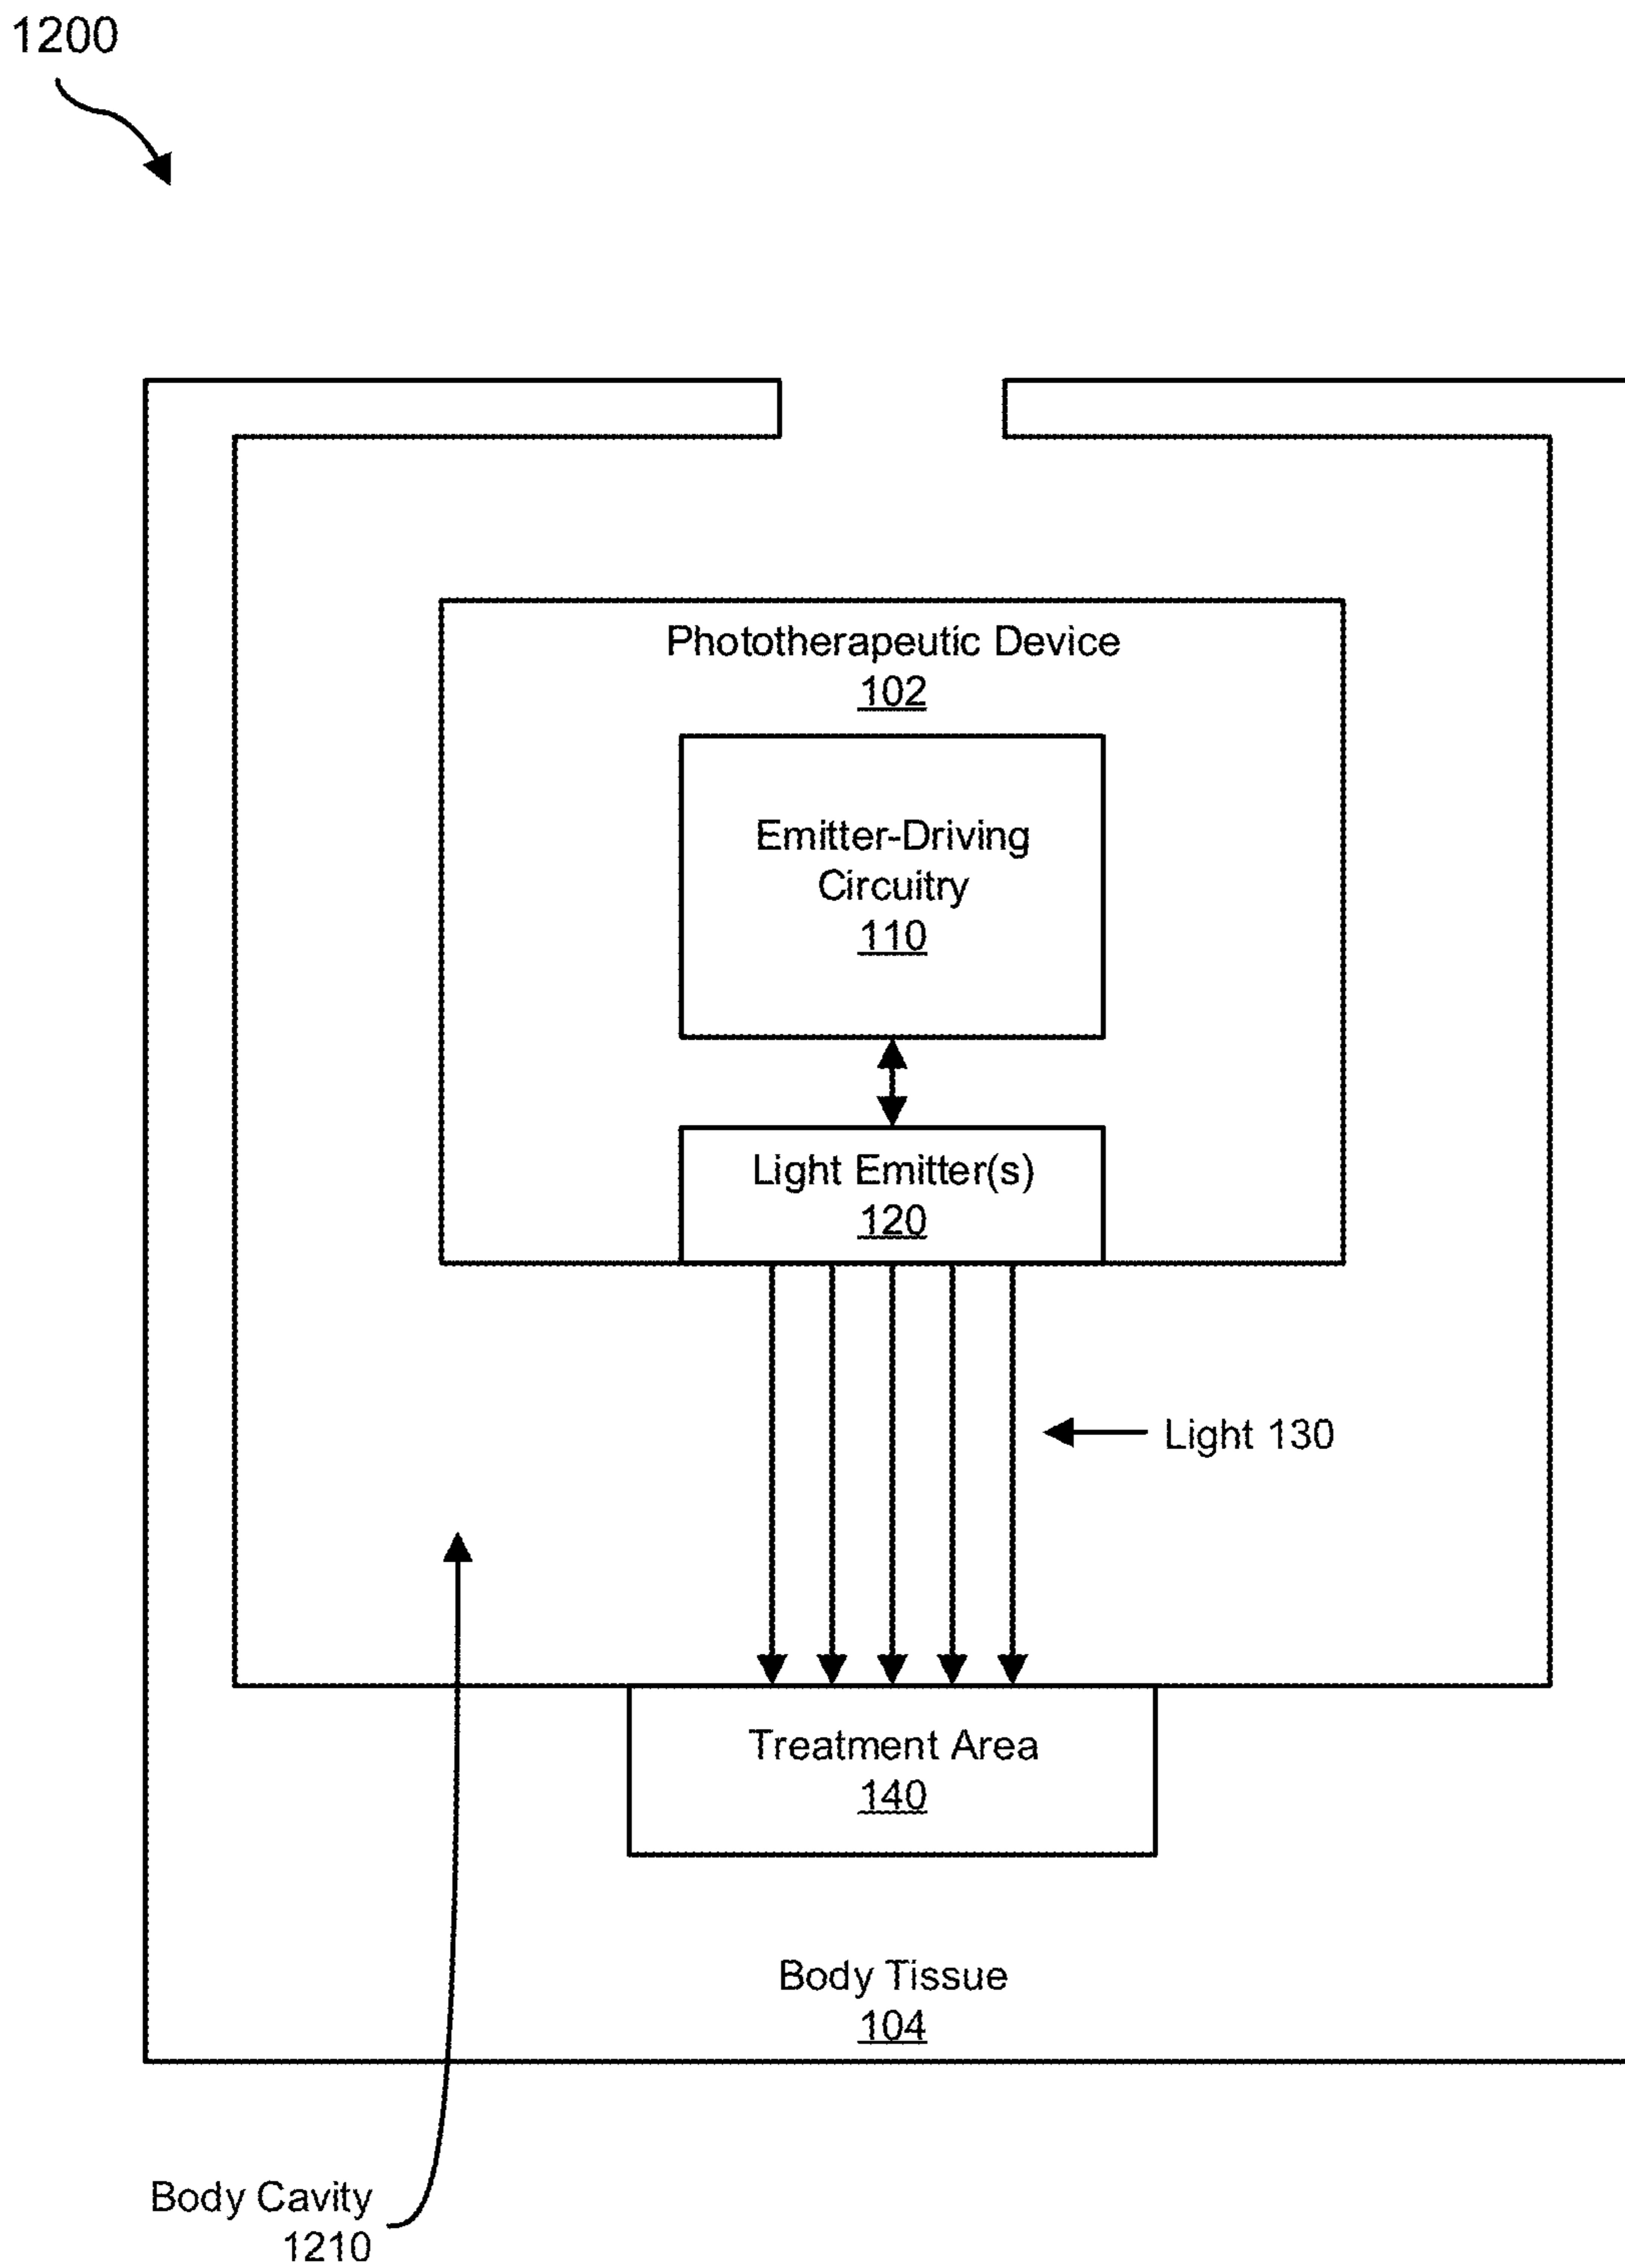 1200
Phototherapeutic Device
102
Emitter-Driving
Circuitry
110
Light Emitter(s)
120
Light 130
Treatment Area
140
Body Tissue
104
Body Cavity
1210